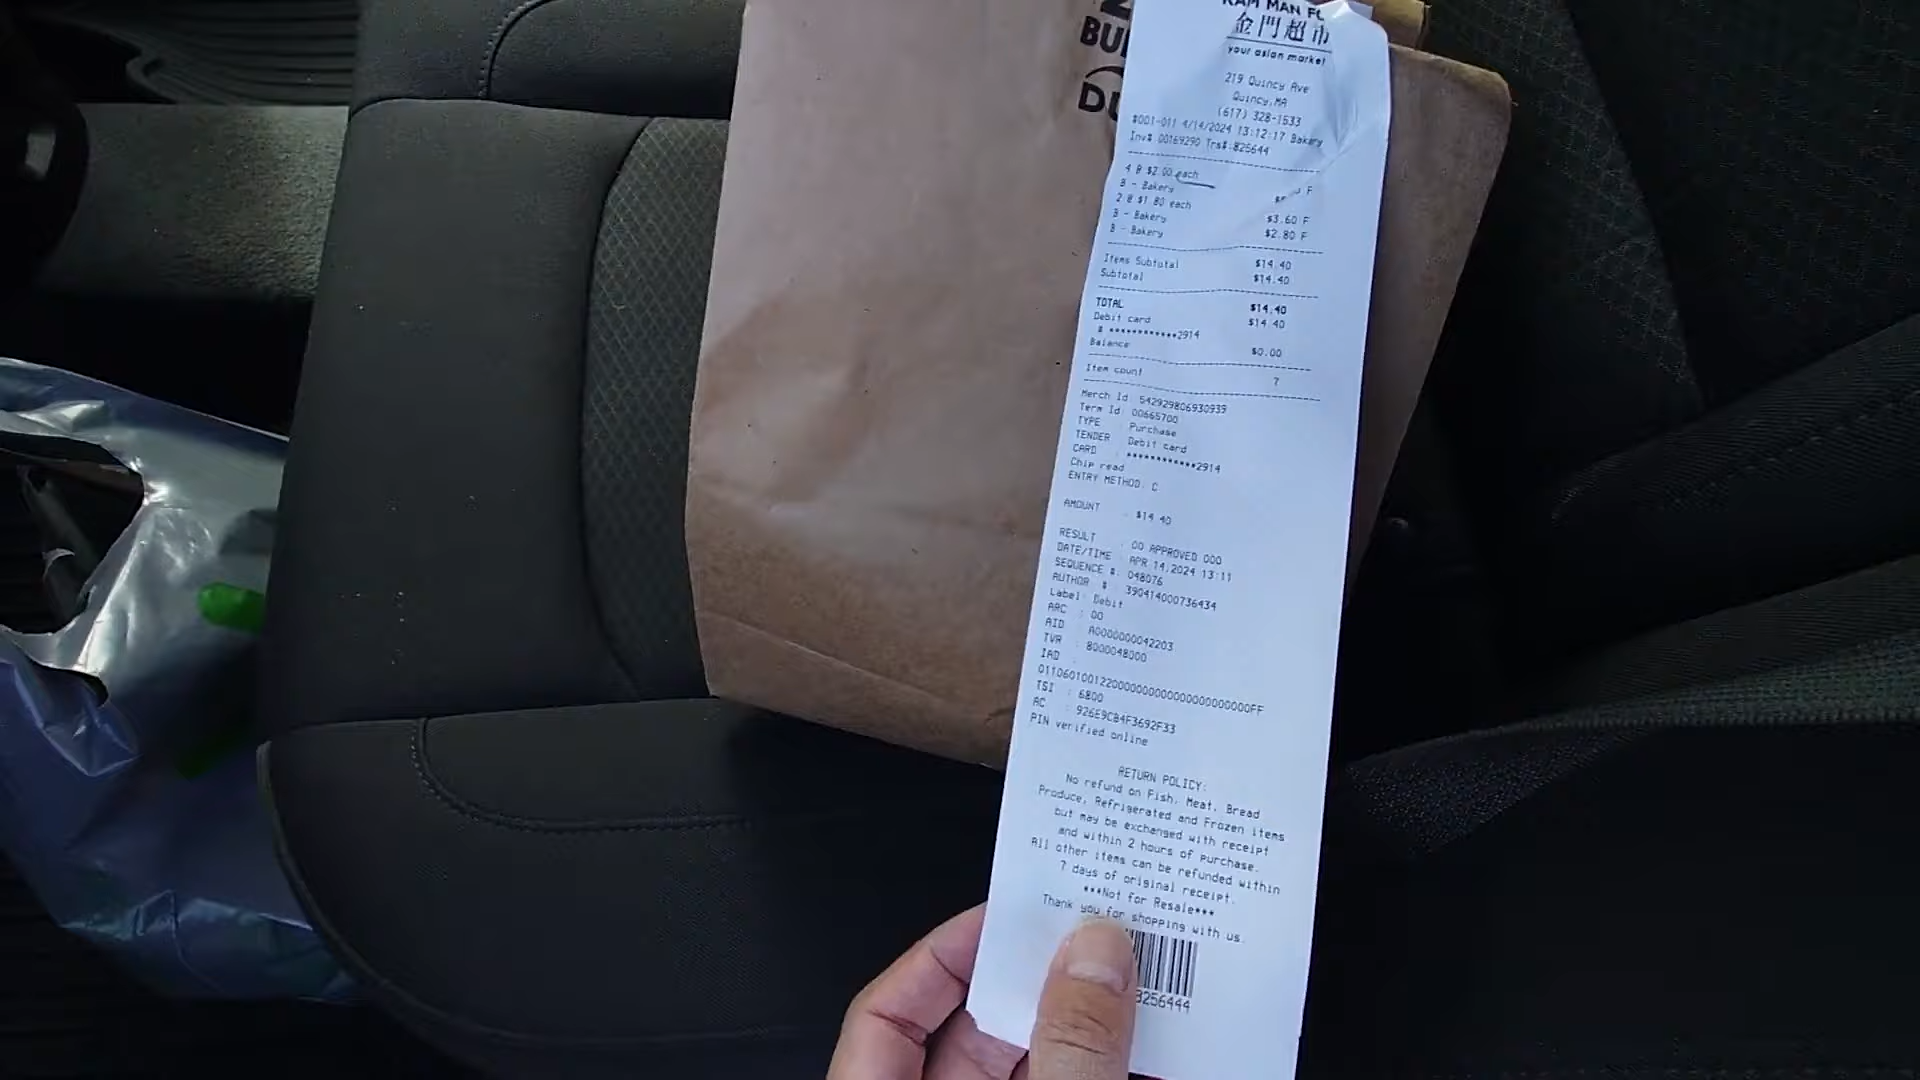 KAM MAN FO
金門超市
your asian market
219 Quincy Ave
Quincy, MA
(617) 328-1533
#001-011 4/14/2024 13:12:17 Bakery
Inv#:00169290 Trs#:825644
4 @ $2.00 each
B - Bakery F
2 @ $1.80 each
B - Bakery $3.60 F
B - Bakery $2.80 F
Items Subtotal $14.40
Subtotal $14.40
TOTAL $14.40
Debit card $14.40
# ************2914
Balance $0.00
Item count 7
Merch Id: 542929806930939
Term Id: 00665700
TYPE : Purchase
TENDER : Debit card
CARD : ************2914
Chip read
ENTRY METHOD: C
AMOUNT : $14.40
RESULT : 00 APPROVED 000
DATE/TIME : APR 14,2024 13:11
SEQUENCE #: 048076
AUTHOR # : 390414000736434
Label: Debit
ARC : 00
AID : A0000000042203
TVR : 8000048000
IAD :
TSI : 6800
AC : 926E9CB4F3692F33
PIN verified online
RETURN POLICY:
No refund on Fish, Meat, Bread
Produce, Refrigerated and Frozen items
but may be exchanged with receipt
and within 2 hours of purchase.
All other items can be refunded within
7 days of original receipt.
***Not for Resale***
Thank you for shopping with us.
8256444
BU
DU